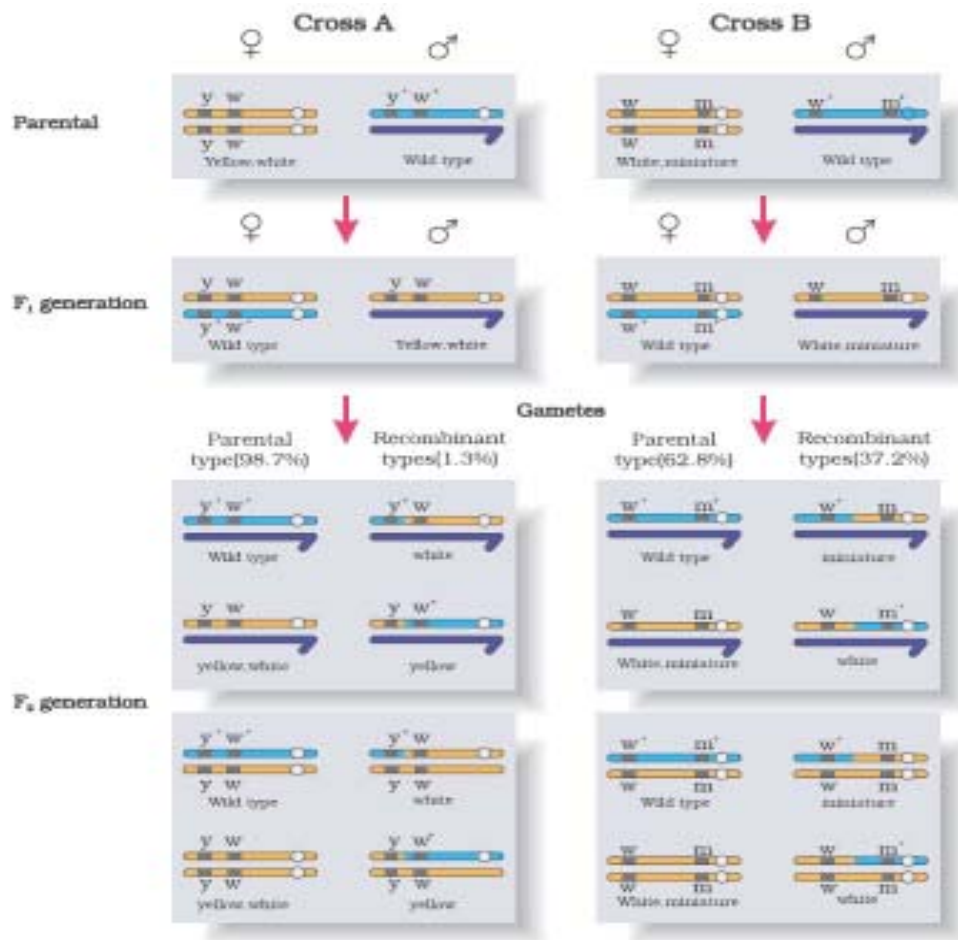 Cross A Cross B
♀ ♂ ♀ ♂
Parental
y w y⁺ w⁺ w m w⁺ m⁺
y w w m
Yellow,white Wild type White,miniature Wild type
♀ ♂ ♀ ♂
F₁ generation
y w y w w m w m
y⁺ w⁺ w⁺ m⁺
Wild type Yellow,white Wild type White,miniature
Gametes
Parental Recombinant Parental Recombinant
type(98.7%) types(1.3%) type(62.8%) types(37.2%)
y⁺ w⁺ y⁺ w w⁺ m⁺ w⁺ m
Wild type white Wild type miniature
y w y w⁺ w m w m⁺
yellow,white yellow White,miniature white
F₂ generation
y⁺ w⁺ y⁺ w w⁺ m⁺ w⁺ m
y w y w w m w m
Wild type white Wild type miniature
y w y w⁺ w m w m⁺
y w y w w m w m
yellow,white yellow White,miniature white